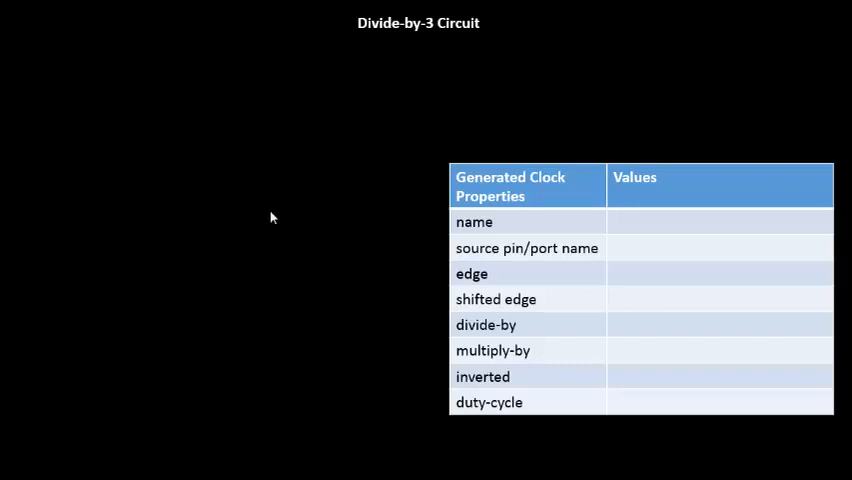 Divide-by-3 Circuit
Generated Clock Properties Values
name
source pin/port name
edge
shifted edge
divide-by
multiply-by
inverted
duty-cycle